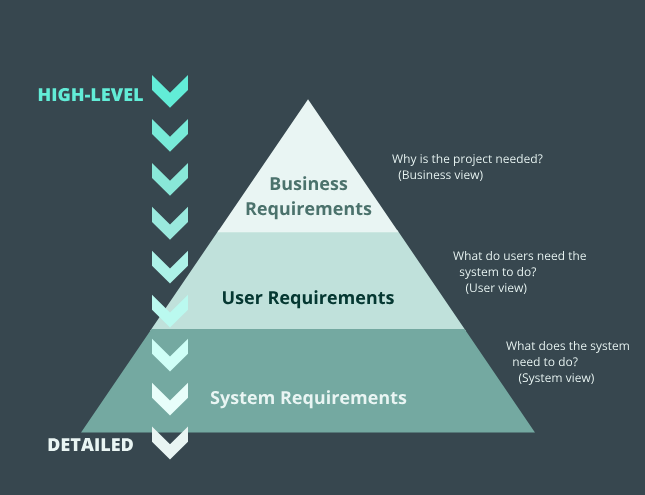 HIGH-LEVEL
Why is the project needed?
(Business view)
Business
Requirements
What do users need the
system to do?
(User view)
User Requirements
What does the system
need to do?
(System view)
System Requirements
DETAILED